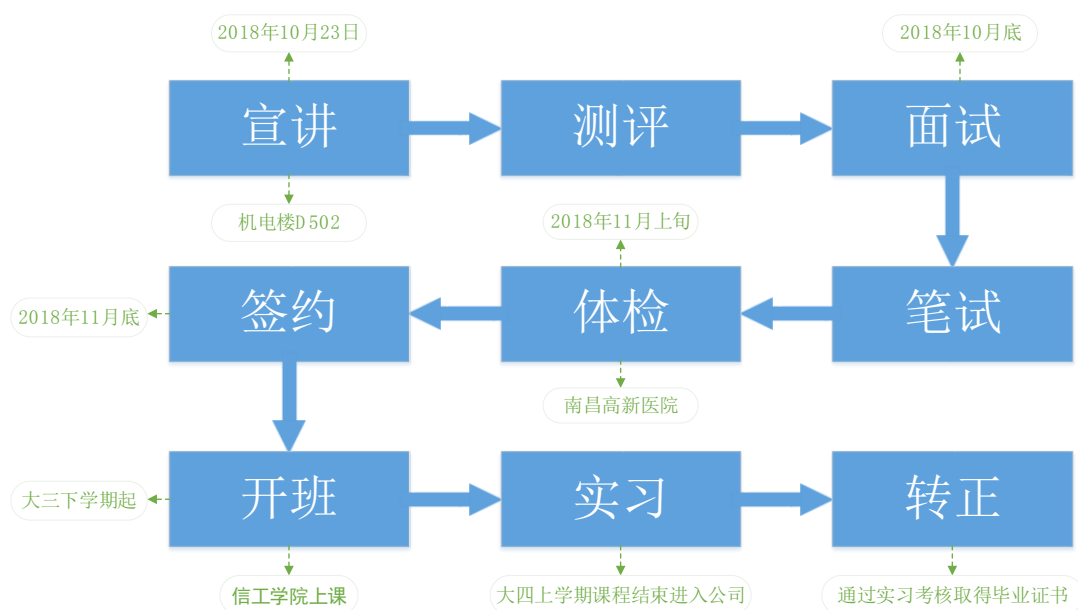 2018年10月23日
2018年10月底
宣讲
测评
面试
机电楼D502
2018年11月上旬
2018年11月底
签约
体检
笔试
南昌高新医院
大三下学期起
开班
实习
转正
信工学院上课
大四上学期课程结束进入公司
通过实习考核取得毕业证书